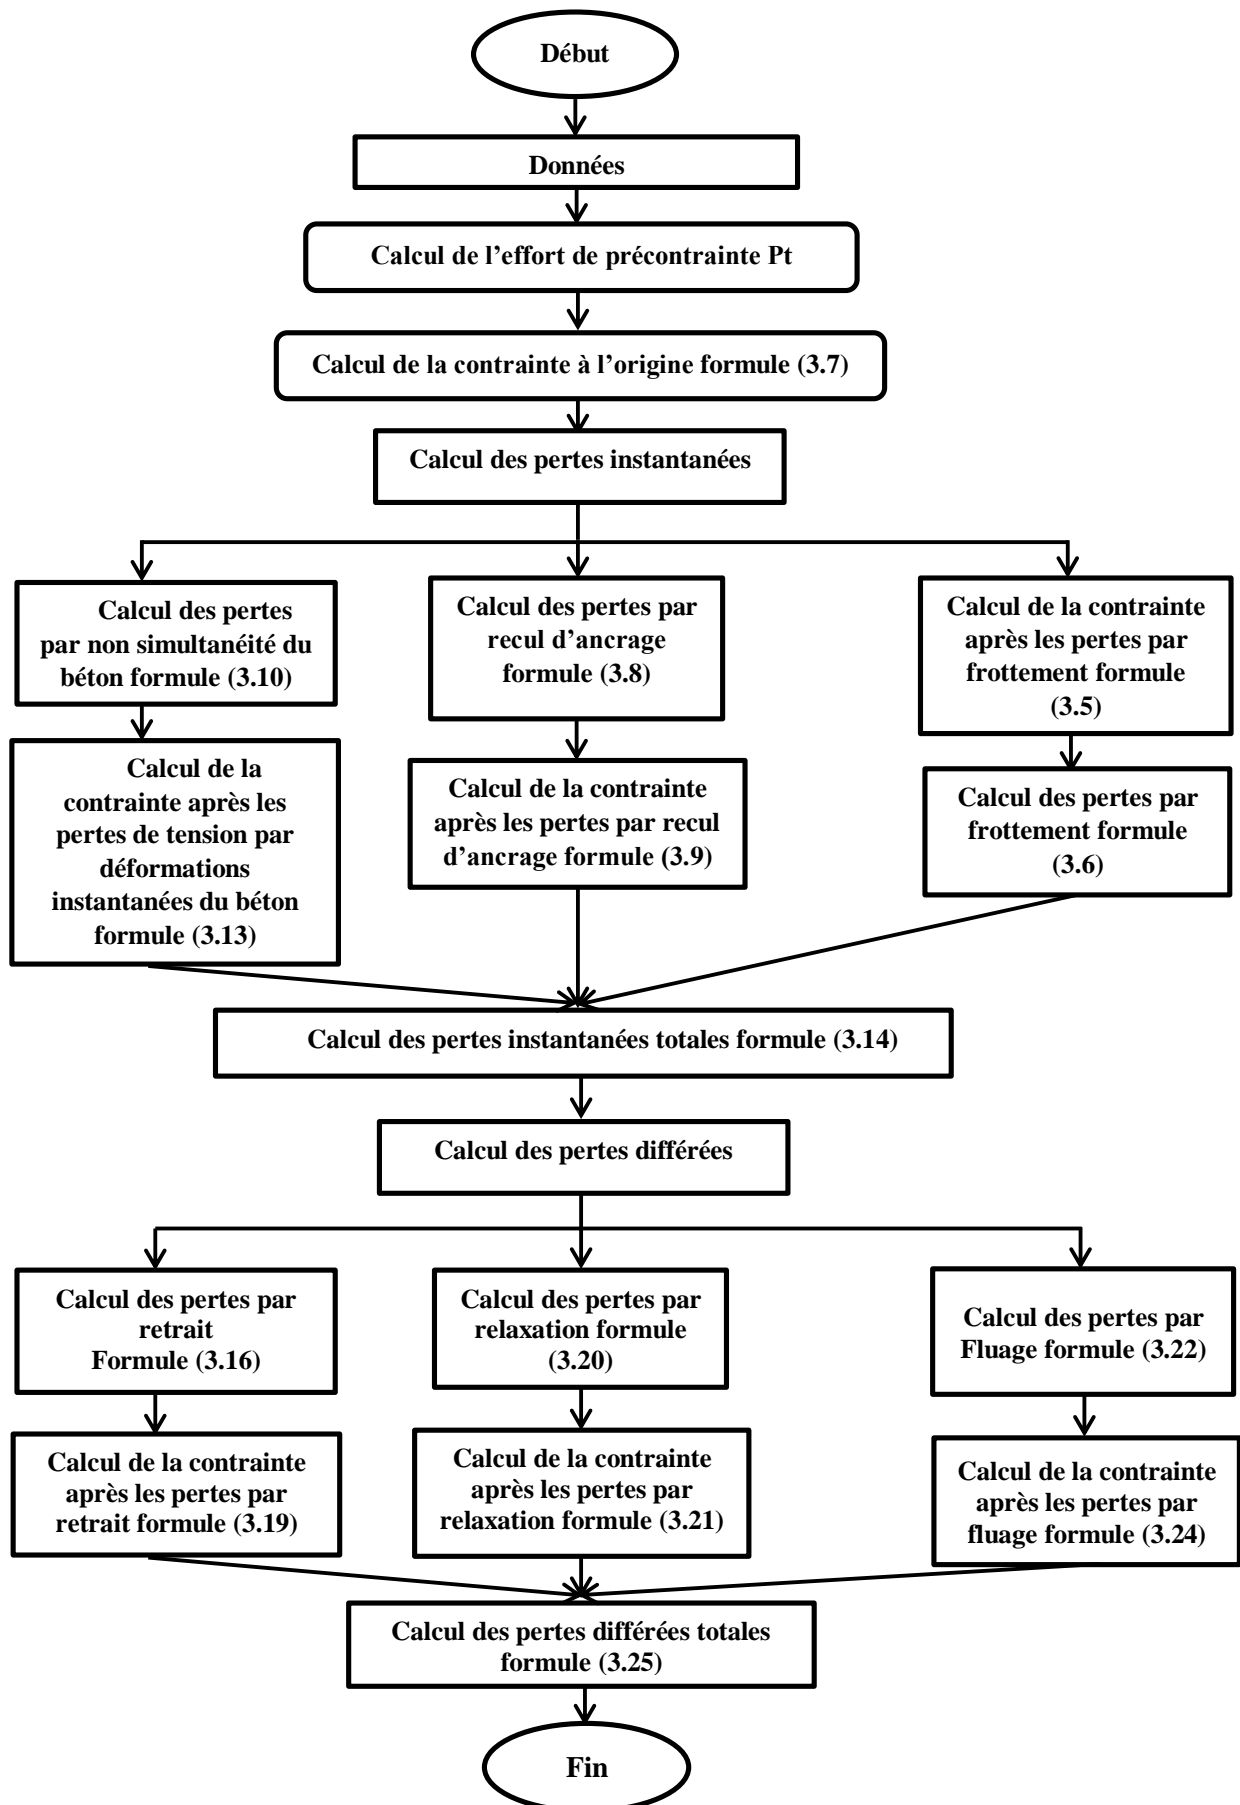 Début
Données
Calcul de l’effort de précontrainte Pt
Calcul de la contrainte à l’origine formule (3.7)
Calcul des pertes instantanées
Calcul des pertes
par non simultanéité du
béton formule (3.10)
Calcul des pertes par
recul d’ancrage
formule (3.8)
Calcul de la contrainte
après les pertes par
frottement formule
(3.5)
Calcul de la
contrainte après les
pertes de tension par
déformations
instantanées du béton
formule (3.13)
Calcul de la contrainte
après les pertes par recul
d’ancrage formule (3.9)
Calcul des pertes par
frottement formule
(3.6)
Calcul des pertes instantanées totales formule (3.14)
Calcul des pertes différées
Calcul des pertes par
retrait
Formule (3.16)
Calcul des pertes par
relaxation formule
(3.20)
Calcul des pertes par
Fluage formule (3.22)
Calcul de la contrainte
après les pertes par
retrait formule (3.19)
Calcul de la contrainte
après les pertes par
relaxation formule (3.21)
Calcul de la contrainte
après les pertes par
fluage formule (3.24)
Calcul des pertes différées totales
formule (3.25)
Fin